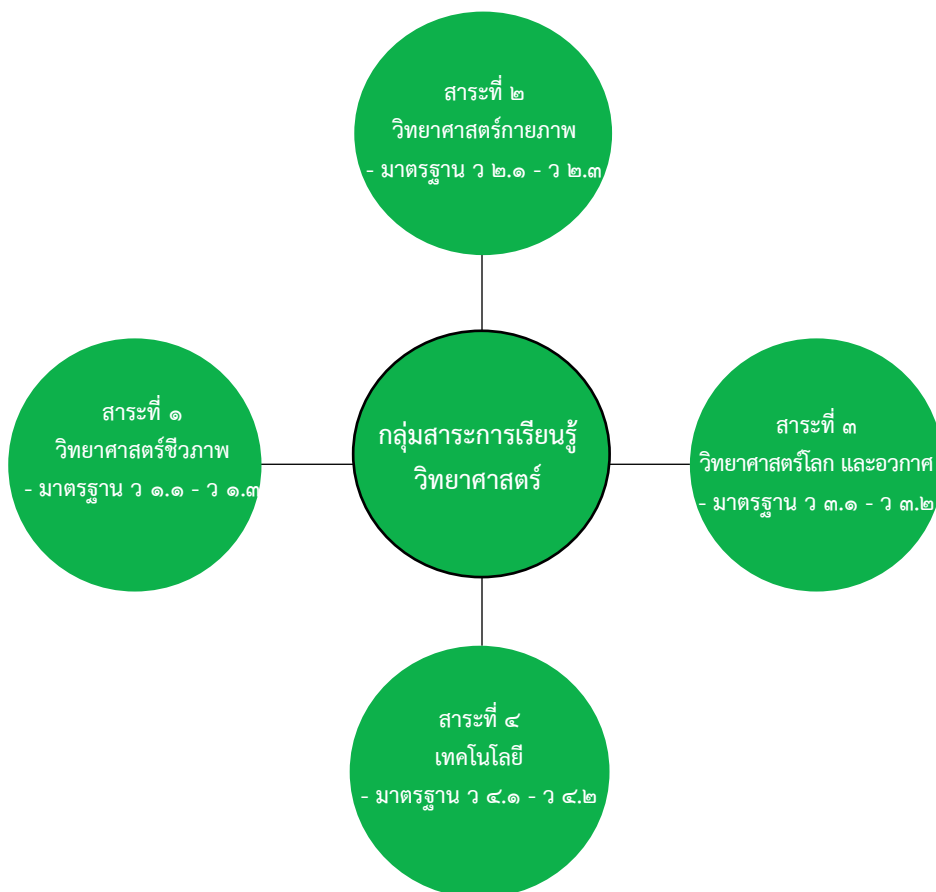 สาระที่ ๒
วิทยาศาสตร์กายภาพ
- มาตรฐาน ว ๒.๑ - ว ๒.๓
สาระที่ ๑
วิทยาศาสตร์ชีวภาพ
- มาตรฐาน ว ๑.๑ - ว ๑.๓
กลุ่มสาระการเรียนรู้
วิทยาศาสตร์
สาระที่ ๓
วิทยาศาสตร์โลก และอวกาศ
- มาตรฐาน ว ๓.๑ - ว ๓.๒
สาระที่ ๔
เทคโนโลยี
- มาตรฐาน ว ๔.๑ - ว ๔.๒